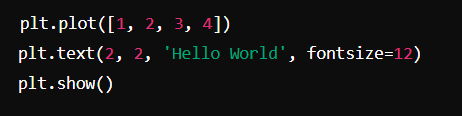 plt.plot([1, 2, 3, 4])
plt.text(2, 2, 'Hello World', fontsize=12)
plt.show()